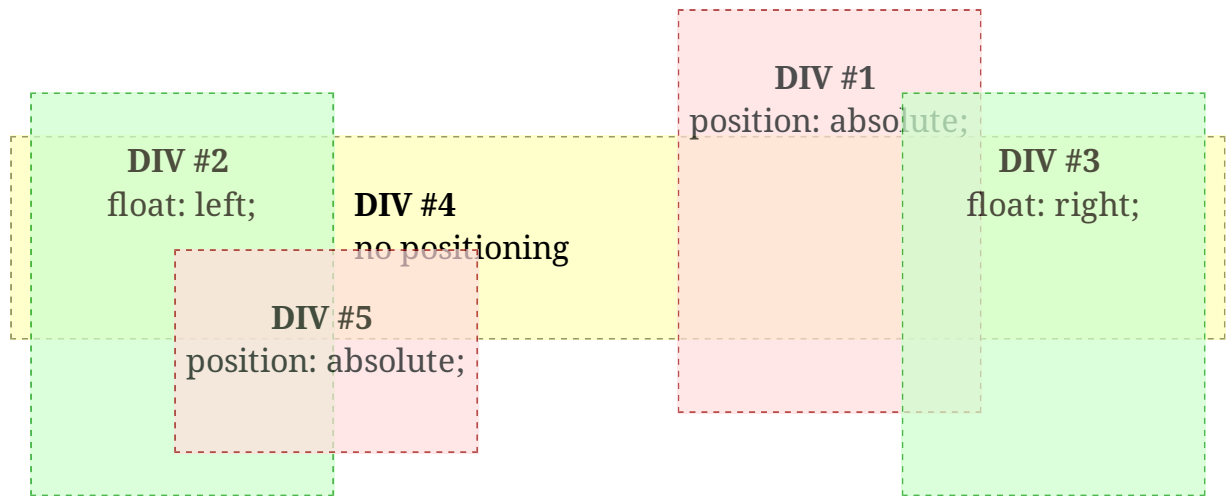 DIV #1
position: absolute;
DIV #2
float: left;
DIV #3
float: right;
DIV #4
no positioning
DIV #5
position: absolute;